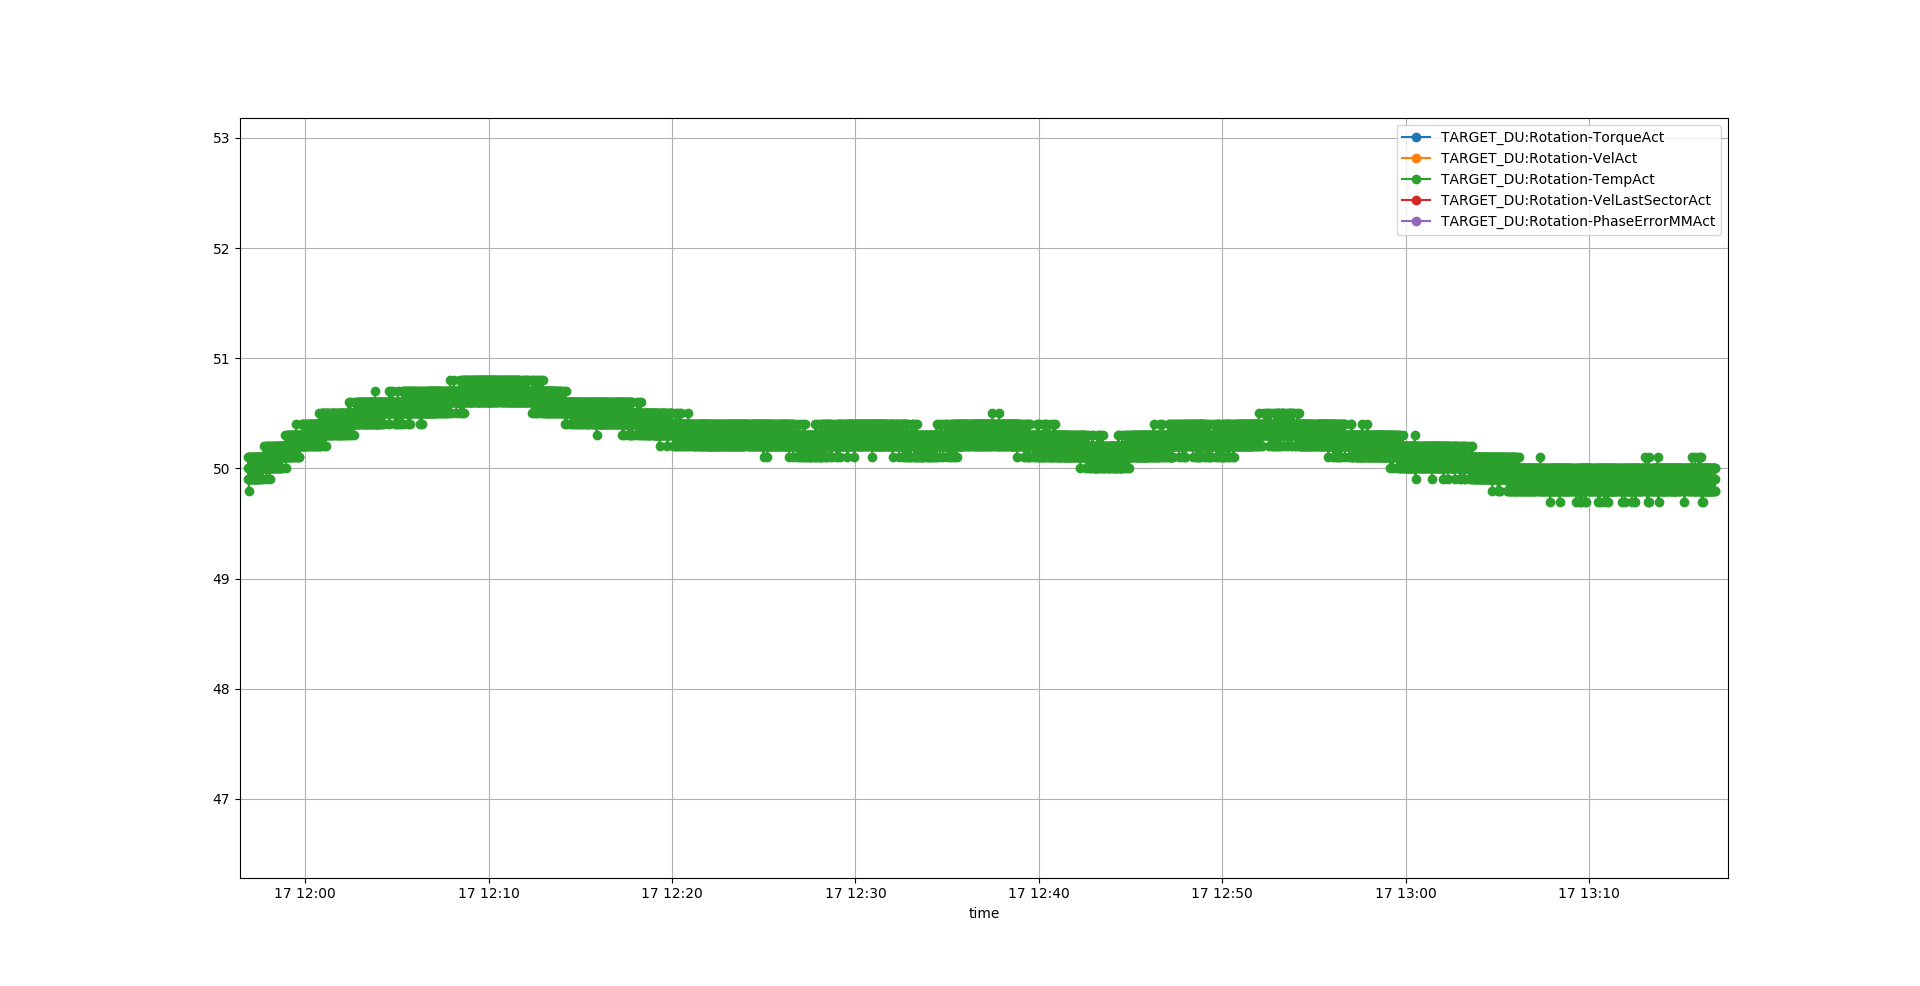 53
52
51
50
49
48
47
TARGET_DU:Rotation-TorqueAct
TARGET_DU:Rotation-VelAct
TARGET_DU:Rotation-TempAct
TARGET_DU:Rotation-VelLastSectorAct
TARGET_DU:Rotation-PhaseErrorMMAct
17 12:00 17 12:10 17 12:20 17 12:30 17 12:40 17 12:50 17 13:00 17 13:10
time